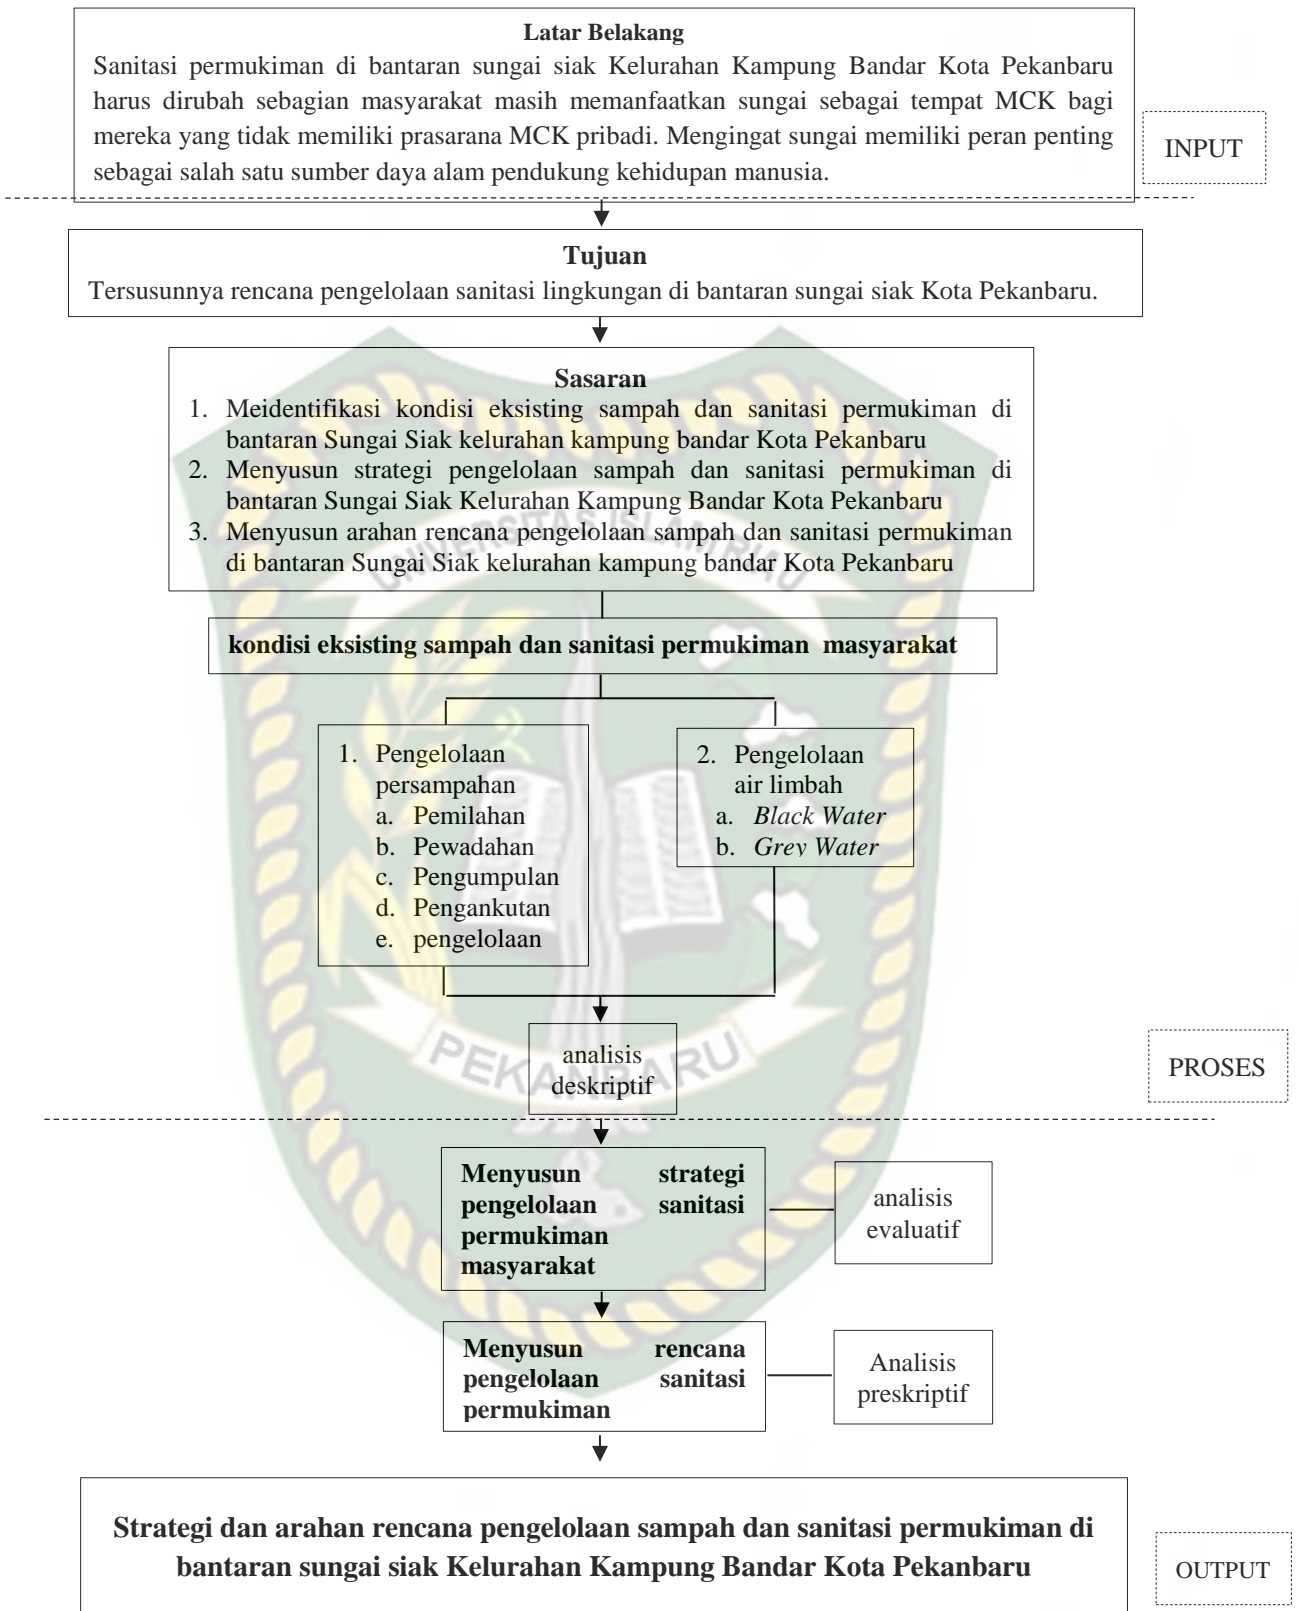 Latar Belakang
Sanitasi permukiman di bantaran sungai siak Kelurahan Kampung Bandar Kota Pekanbaru
harus dirubah sebagian masyarakat masih memanfaatkan sungai sebagai tempat MCK bagi
mereka yang tidak memiliki prasarana MCK pribadi. Mengingat sungai memiliki peran penting
sebagai salah satu sumber daya alam pendukung kehidupan manusia.
INPUT
Tujuan
Tersusunnya rencana pengelolaan sanitasi lingkungan di bantaran sungai siak Kota Pekanbaru.
Sasaran
1. Meidentifikasi kondisi eksisting sampah dan sanitasi permukiman di
bantaran Sungai Siak kelurahan kampung bandar Kota Pekanbaru
2. Menyusun strategi pengelolaan sampah dan sanitasi permukiman di
bantaran Sungai Siak Kelurahan Kampung Bandar Kota Pekanbaru
3. Menyusun arahan rencana pengelolaan sampah dan sanitasi permukiman
di bantaran Sungai Siak kelurahan kampung bandar Kota Pekanbaru
UNIVERSITAS ISLAM RIAU
kondisi eksisting sampah dan sanitasi permukiman masyarakat
1. Pengelolaan
persampahan
a. Pemilahan
b. Pewadahan
c. Pengumpulan
d. Pengankutan
e. pengelolaan
2. Pengelolaan
air limbah
a. Black Water
b. Grey Water
PEKANBARU
analisis
deskriptif
PROSES
Menyusun strategi
pengelolaan sanitasi
permukiman
masyarakat
analisis
evaluatif
Menyusun rencana
pengelolaan sanitasi
permukiman
Analisis
preskriptif
Strategi dan arahan rencana pengelolaan sampah dan sanitasi permukiman di
bantaran sungai siak Kelurahan Kampung Bandar Kota Pekanbaru
OUTPUT